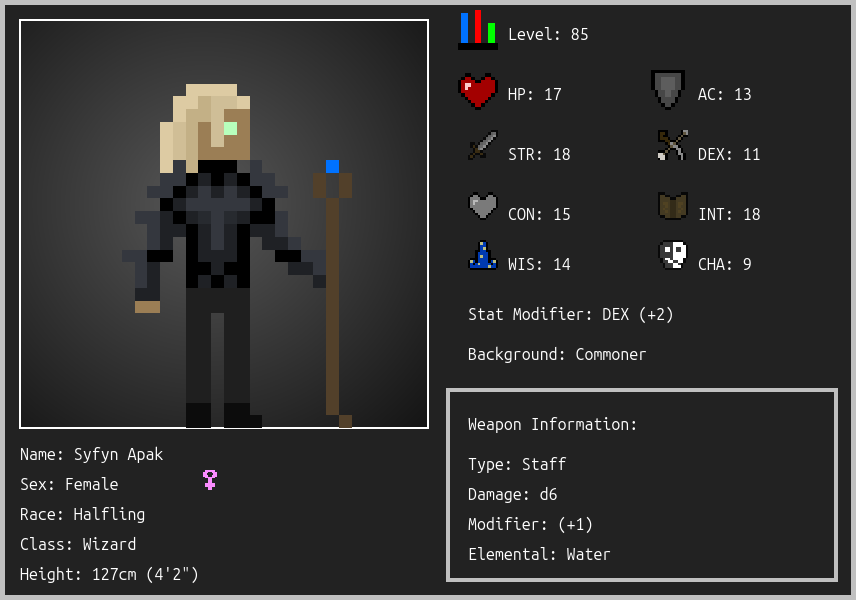 Level: 85
HP: 17
AC: 13
STR: 18
DEX: 11
CON: 15
INT: 18
WIS: 14
CHA: 9
Stat Modifier: DEX (+2)
Background: Commoner
Weapon Information:
Type: Staff
Damage: d6
Modifier: (+1)
Elemental: Water
Name: Syfyn Apak
Sex: Female
Race: Halfling
Class: Wizard
Height: 127cm (4'2")